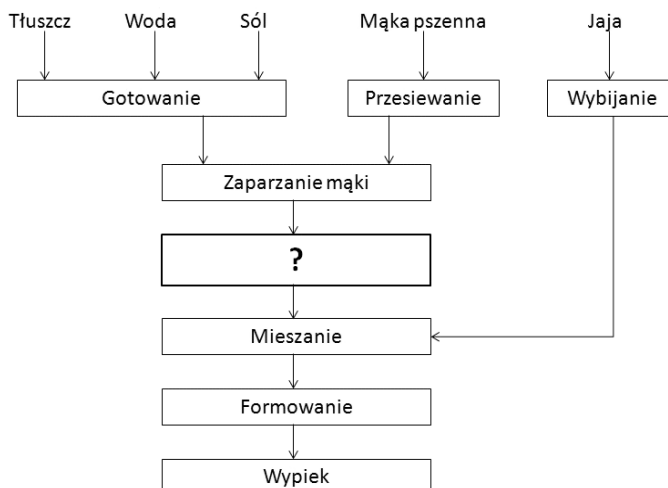 Tłuszcz Woda Sól Mąka pszenna Jaja
Gotowanie Przesiewanie Wybijanie
Zaparzanie mąki
?
Mieszanie
Formowanie
Wypiek